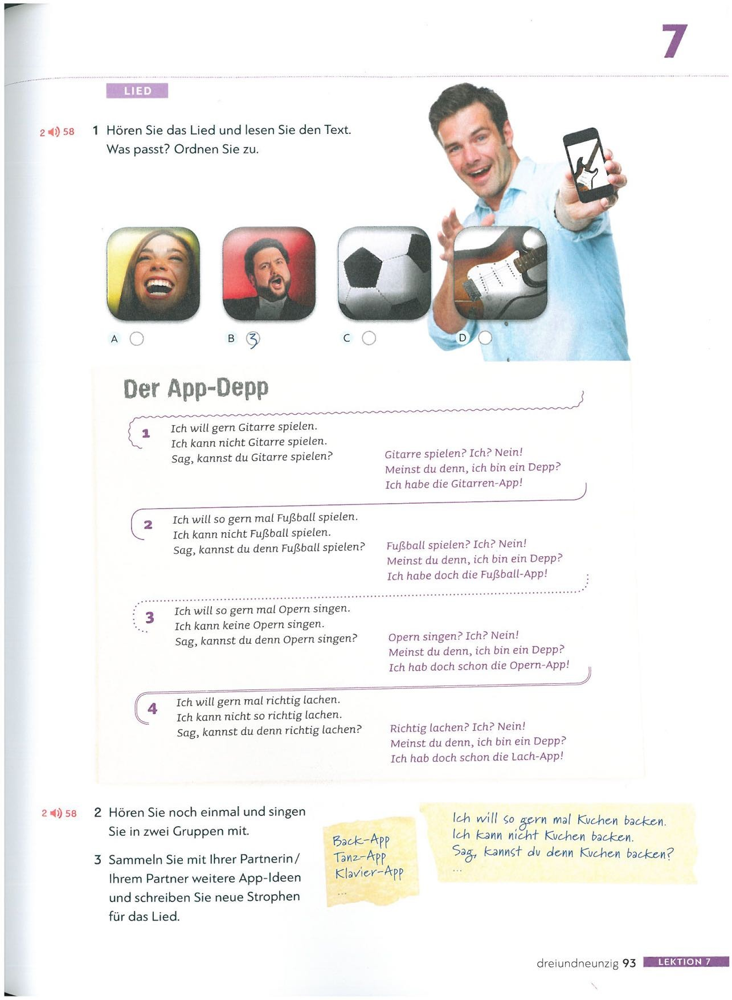 7
LIED
2 58 1 Hören Sie das Lied und lesen Sie den Text.
Was passt? Ordnen Sie zu.
A
B 3
C
D
Der App-Depp
1 Ich will gern Gitarre spielen.
Ich kann nicht Gitarre spielen.
Sag, kannst du Gitarre spielen?
Gitarre spielen? Ich? Nein!
Meinst du denn, ich bin ein Depp?
Ich habe die Gitarren-App!
2 Ich will so gern mal Fußball spielen.
Ich kann nicht Fußball spielen.
Sag, kannst du denn Fußball spielen?
Fußball spielen? Ich? Nein!
Meinst du denn, ich bin ein Depp?
Ich habe doch die Fußball-App!
3 Ich will so gern mal Opern singen.
Ich kann keine Opern singen.
Sag, kannst du denn Opern singen?
Opern singen? Ich? Nein!
Meinst du denn, ich bin ein Depp?
Ich hab doch schon die Opern-App!
4 Ich will gern mal richtig lachen.
Ich kann nicht so richtig lachen.
Sag, kannst du denn richtig lachen?
Richtig lachen? Ich? Nein!
Meinst du denn, ich bin ein Depp?
Ich hab doch schon die Lach-App!
2 58 2 Hören Sie noch einmal und singen
Sie in zwei Gruppen mit.
3 Sammeln Sie mit Ihrer Partnerin/
Ihrem Partner weitere App-Ideen
und schreiben Sie neue Strophen
für das Lied.
Back-App
Tanz-App
Klavier-App
...
Ich will so gern mal Kuchen backen.
Ich kann nicht Kuchen backen.
Sag, kannst du denn Kuchen backen?
...
dreiundneunzig 93 LEKTION 7